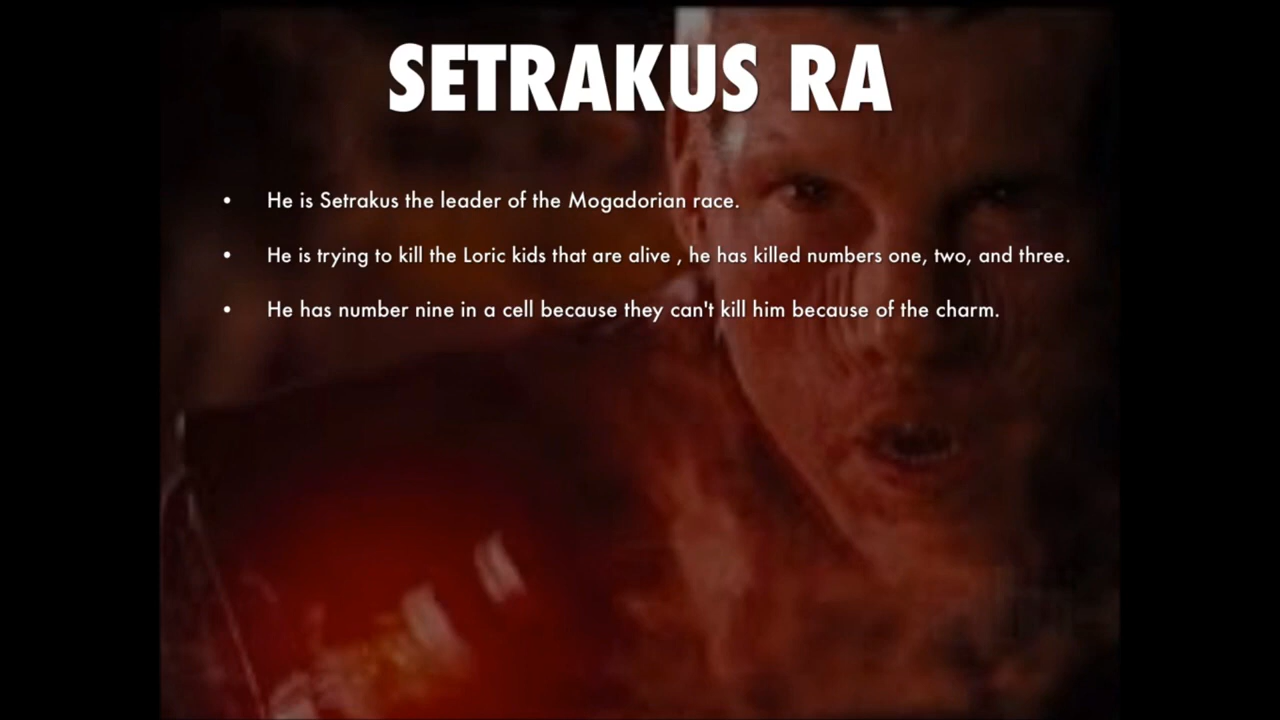 SETRAKUS RA
• He is Setrakus the leader of the Mogadorian race.
• He is trying to kill the Loric kids that are alive , he has killed numbers one, two, and three.
• He has number nine in a cell because they can't kill him because of the charm.